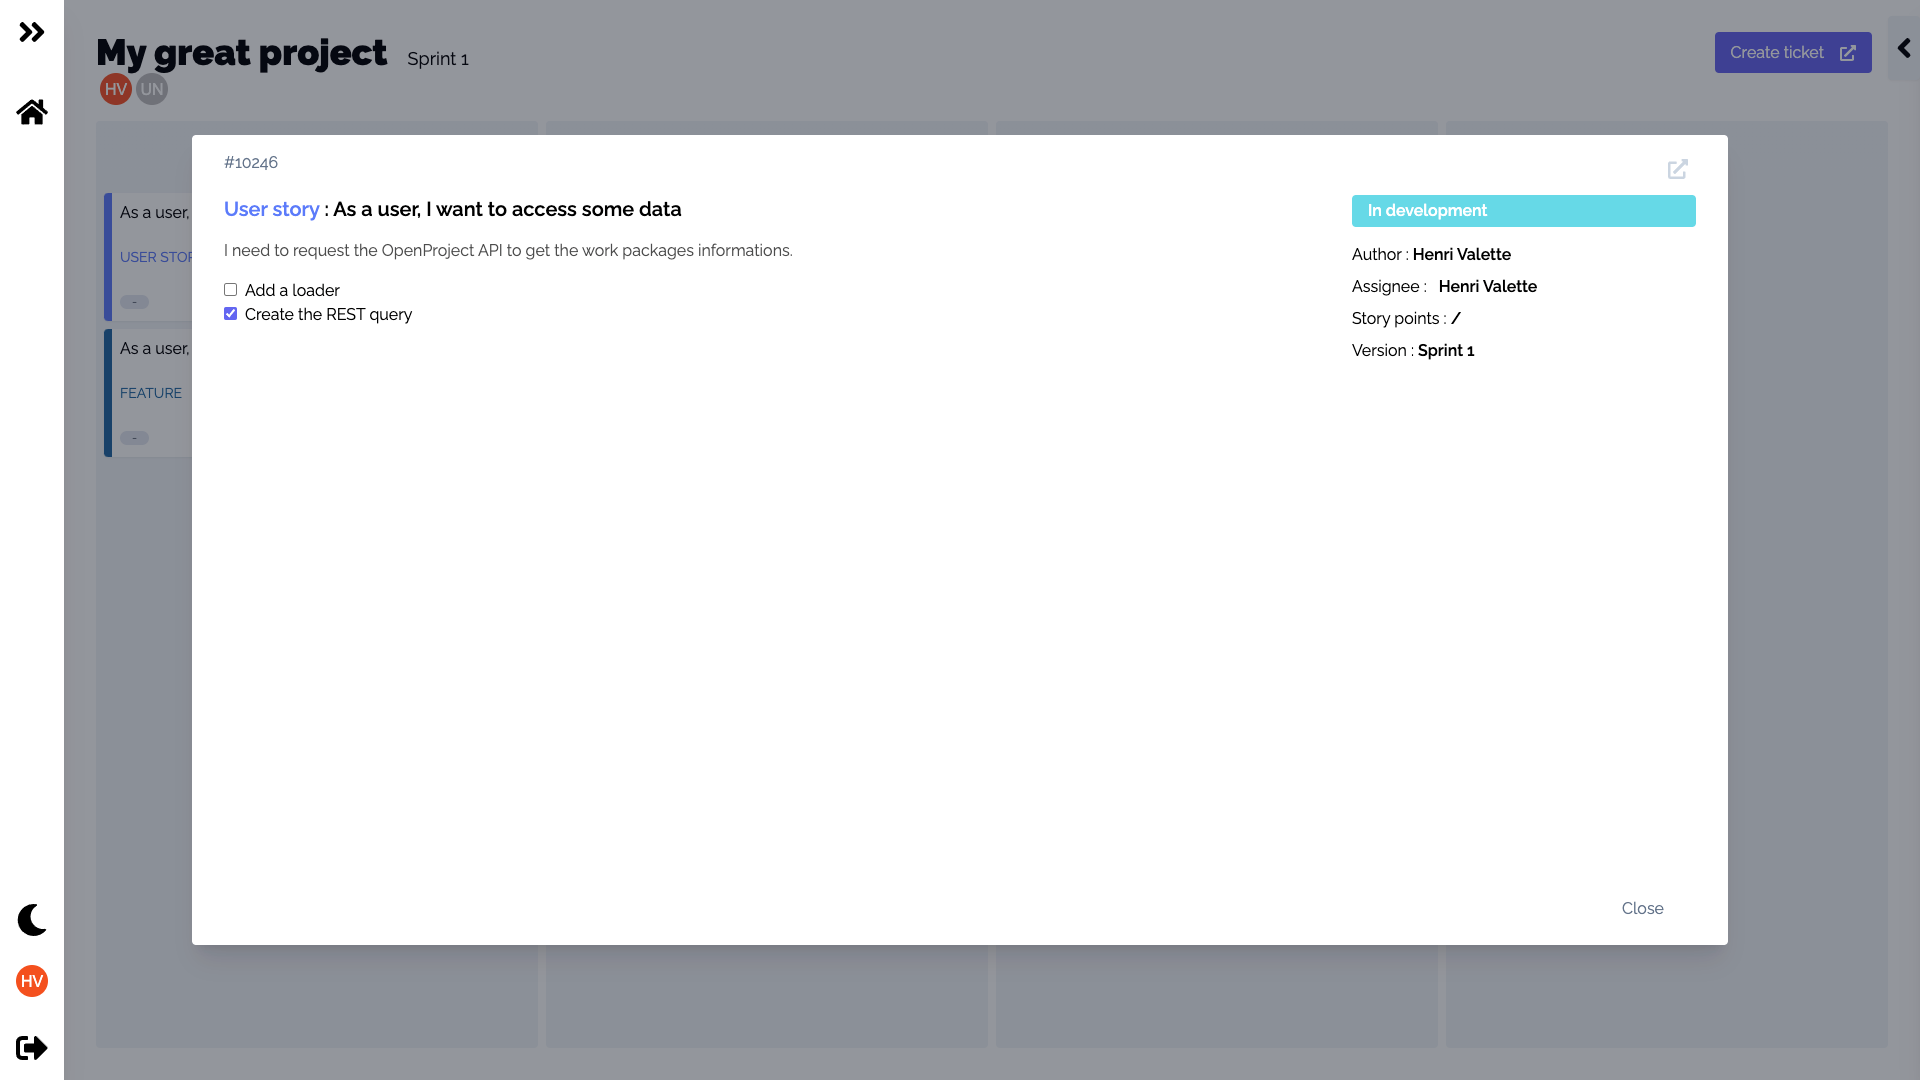 My great project
Sprint 1
Create ticket
HV
UN
#10246
User story : As a user, I want to access some data
I need to request the OpenProject API to get the work packages informations.
Add a loader
Create the REST query
In development
Author : Henri Valette
Assignee : Henri Valette
Story points : /
Version : Sprint 1
Close
As a user,
USER STOR
-
As a user,
FEATURE
-
HV